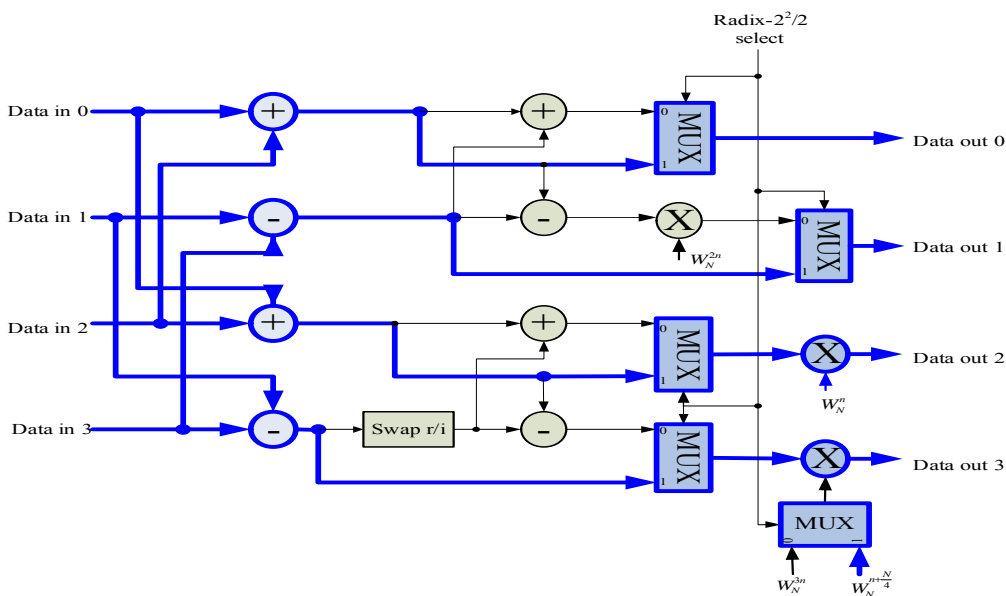 Radix-2²/2
select
Data in 0
+
+
0
MUX
1
Data out 0
Data in 1
-
-
X
W_N^{2n}
0
MUX
1
Data out 1
Data in 2
+
+
0
MUX
1
X
W_N^n
Data out 2
Data in 3
-
Swap r/i
-
0
MUX
1
X
Data out 3
MUX
0
1
W_N^{3n}
W_N^{n+\frac{N}{4}}